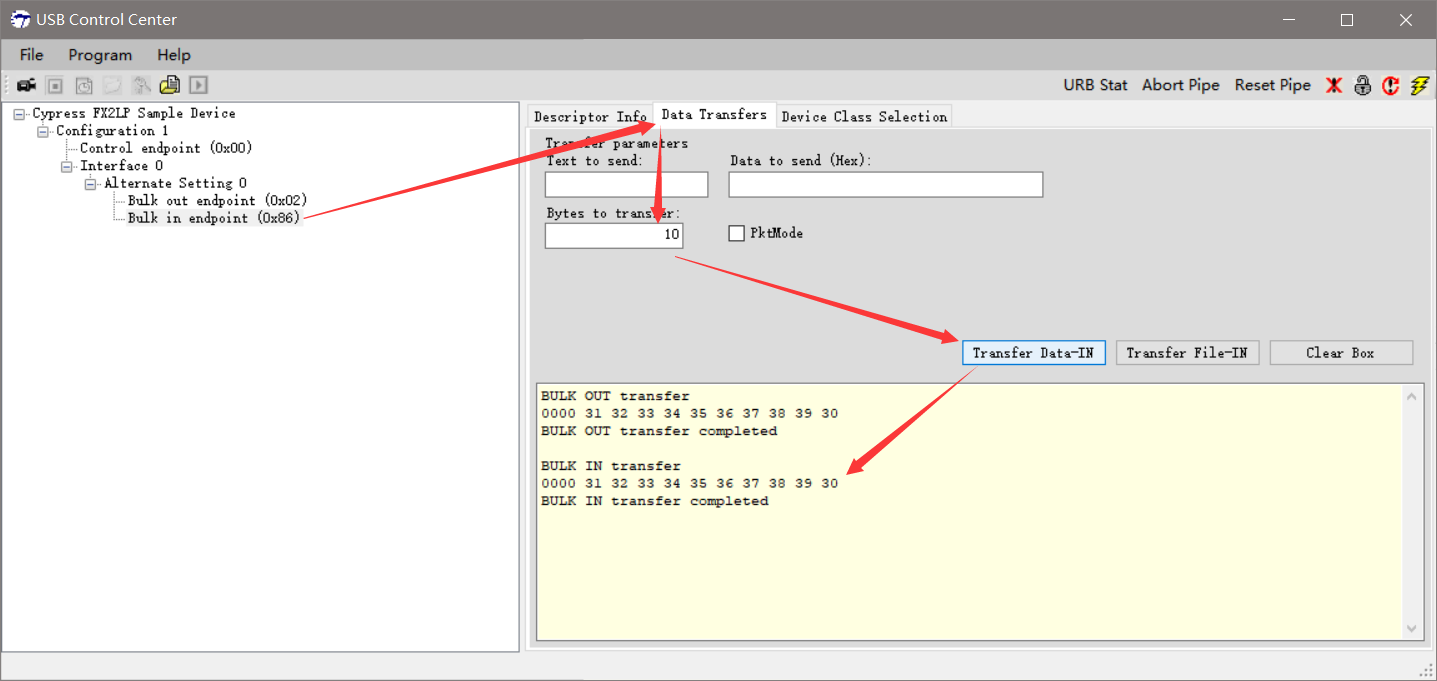 USB Control Center
File Program Help
URB Stat Abort Pipe Reset Pipe
Cypress FX2LP Sample Device
Configuration 1
Control endpoint (0x00)
Interface 0
Alternate Setting 0
Bulk out endpoint (0x02)
Bulk in endpoint (0x86)
Descriptor Info Data Transfers Device Class Selection
Transfer parameters
Text to send: Data to send (Hex):
Bytes to transfer:
10 PktMode
Transfer Data-IN Transfer File-IN Clear Box
BULK OUT transfer
0000 31 32 33 34 35 36 37 38 39 30
BULK OUT transfer completed
BULK IN transfer
0000 31 32 33 34 35 36 37 38 39 30
BULK IN transfer completed